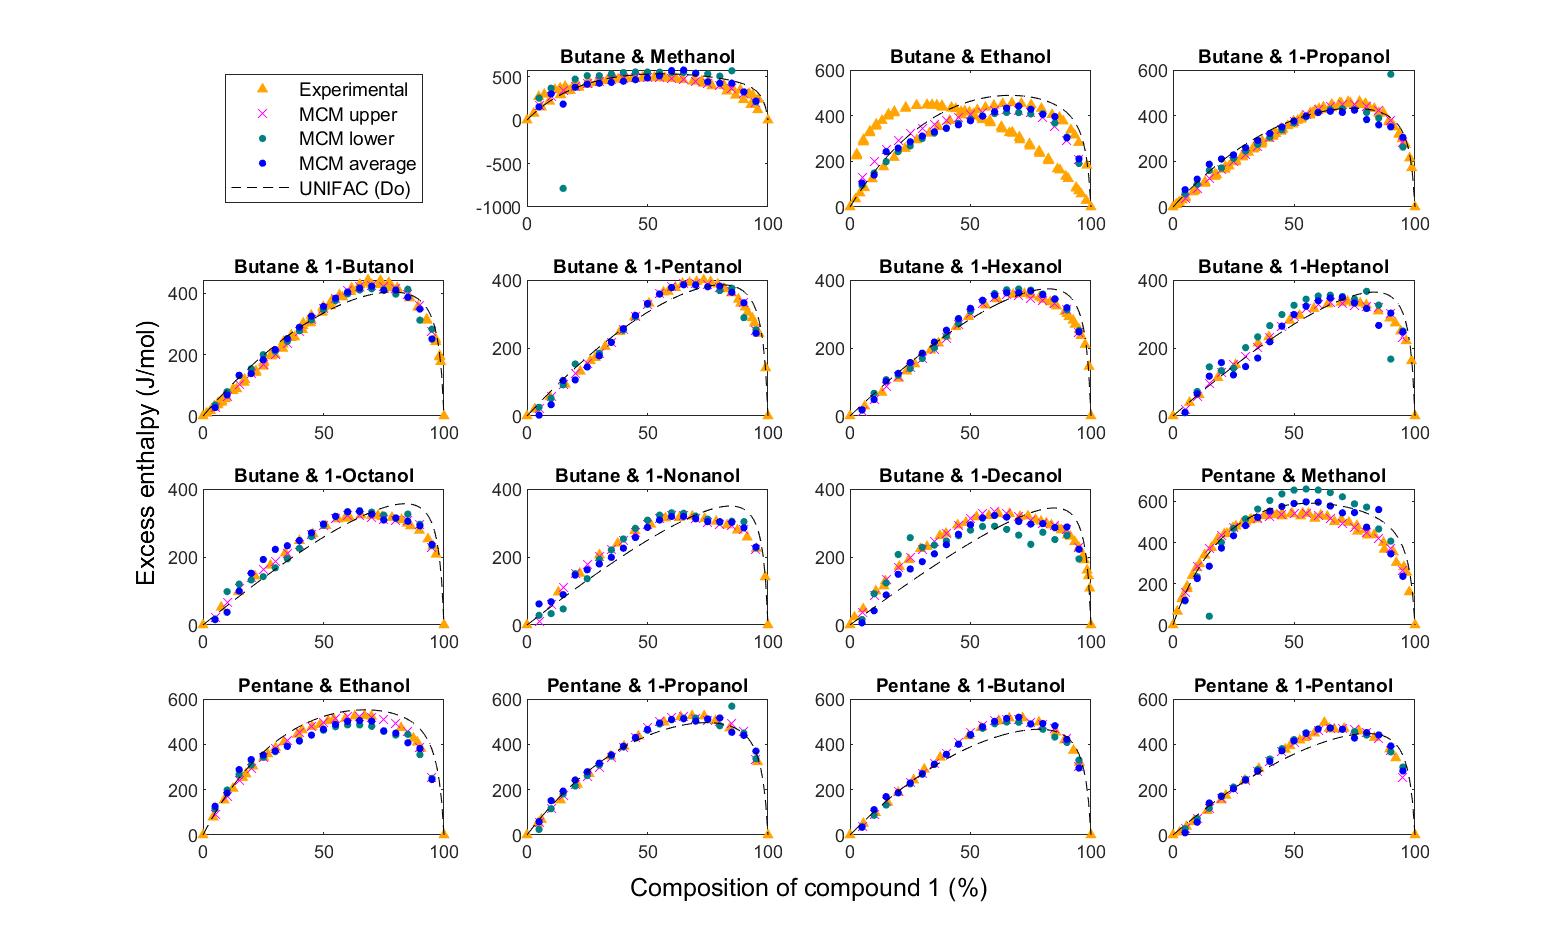 Experimental
MCM upper
MCM lower
MCM average
UNIFAC (Do)
Butane & Methanol
500
0
-500
-1000
0 50 100
Butane & Ethanol
600
400
200
0
0 50 100
Butane & 1-Propanol
600
400
200
0
0 50 100
Butane & 1-Butanol
400
200
0
0 50 100
Butane & 1-Pentanol
400
200
0
0 50 100
Butane & 1-Hexanol
400
200
0
0 50 100
Butane & 1-Heptanol
400
200
0
0 50 100
Butane & 1-Octanol
400
200
0
0 50 100
Butane & 1-Nonanol
400
200
0
0 50 100
Butane & 1-Decanol
400
200
0
0 50 100
Pentane & Methanol
600
400
200
0
0 50 100
Pentane & Ethanol
600
400
200
0
0 50 100
Pentane & 1-Propanol
600
400
200
0
0 50 100
Pentane & 1-Butanol
600
400
200
0
0 50 100
Pentane & 1-Pentanol
600
400
200
0
0 50 100
Excess enthalpy (J/mol)
Composition of compound 1 (%)